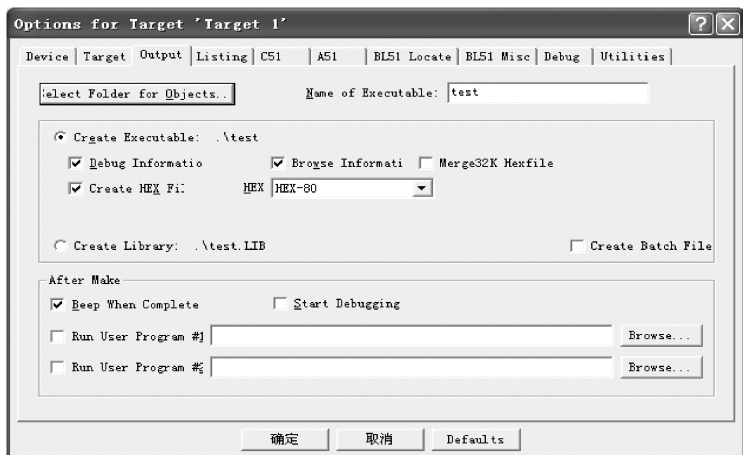 Options for Target 'Target 1'
Device Target Output Listing C51 A51 BL51 Locate BL51 Misc Debug Utilities
elect Folder for Objects.. Name of Executable: test
Create Executable: .\test
Debug Informatio Browse Informati Merge32K Hexfile
Create HEX Fi HEX HEX-80
Create Library: .\test.LIB Create Batch File
After Make
Beep When Complete Start Debugging
Run User Program #1 Browse...
Run User Program #2 Browse...
确定 取消 Defaults